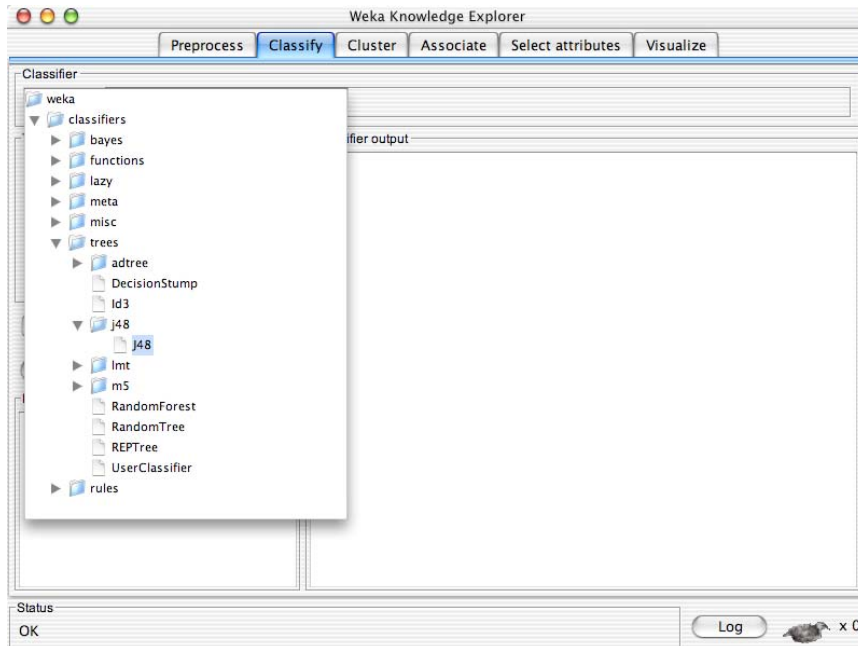 Weka Knowledge Explorer
Preprocess Classify Cluster Associate Select attributes Visualize
Classifier
weka
classifiers
bayes
functions
lazy
meta
misc
trees
adtree
DecisionStump
Id3
j48
J48
lmt
m5
RandomForest
RandomTree
REPTree
UserClassifier
rules
ifier output
Status
OK
Log
x 0